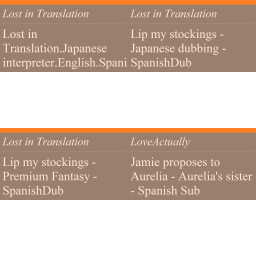 Lost in Translation
Lost in
Translation.Japanese
interpreter.English.Spani
Lost in Translation
Lip my stockings -
Japanese dubbing -
SpanishDub
Lost in Translation
Lip my stockings -
Premium Fantasy -
SpanishDub
LoveActually
Jamie proposes to
Aurelia - Aurelia's sister
- Spanish Sub